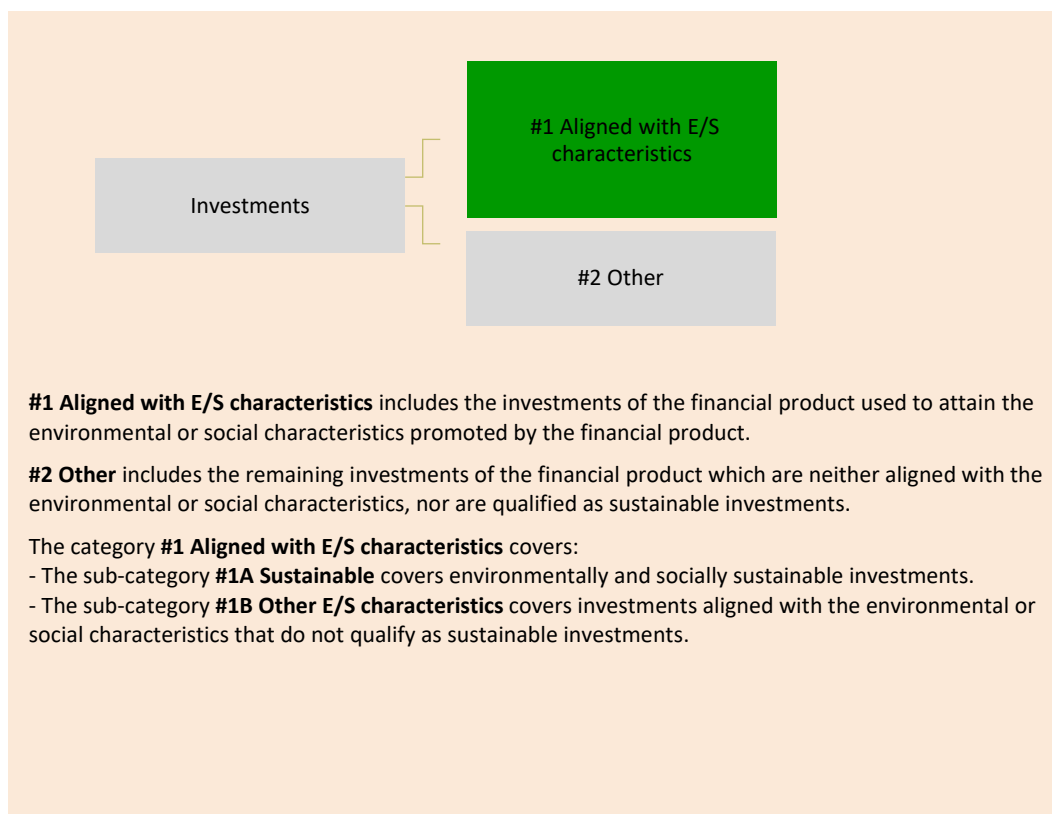 #1 Aligned with E/S
characteristics
Investments
#2 Other
#1 Aligned with E/S characteristics includes the investments of the financial product used to attain the
environmental or social characteristics promoted by the financial product.
#2 Other includes the remaining investments of the financial product which are neither aligned with the
environmental or social characteristics, nor are qualified as sustainable investments.
The category #1 Aligned with E/S characteristics covers:
- The sub-category #1A Sustainable covers environmentally and socially sustainable investments.
- The sub-category #1B Other E/S characteristics covers investments aligned with the environmental or
social characteristics that do not qualify as sustainable investments.